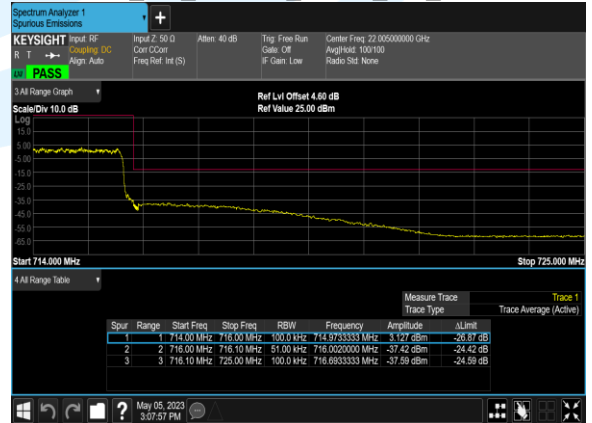 Spectrum Analyzer 1
Spurious Emissions
KEYSIGHT Input: RF Input Z: 50 Ω Atten: 40 dB Trig: Free Run Center Freq: 22.005000000 GHz
R T Coupling: DC Corr CCorr Gate: Off Avg|Hold: 100/100
Align: Auto Freq Ref: Int (S) IF Gain: Low Radio Std: None
PASS
3 All Range Graph
Ref Lvl Offset 4.60 dB
Scale/Div 10.0 dB Ref Value 25.00 dBm
Log
15.0
5.00
-5.00
-15.0
-25.0
-35.0
-45.0
-55.0
-65.0
Start 714.000 MHz Stop 725.000 MHz
4 All Range Table
Measure Trace Trace 1
Trace Type Trace Average (Active)
Spur Range Start Freq Stop Freq RBW Frequency Amplitude ΔLimit
1 1 714.00 MHz 716.00 MHz 100.0 kHz 714.9733333 MHz 3.127 dBm -26.87 dB
2 2 716.00 MHz 716.10 MHz 51.00 kHz 716.0020000 MHz -37.42 dBm -24.42 dB
3 3 716.10 MHz 725.00 MHz 100.0 kHz 716.6933333 MHz -37.59 dBm -24.59 dB
? May 05, 2023
3:07:57 PM